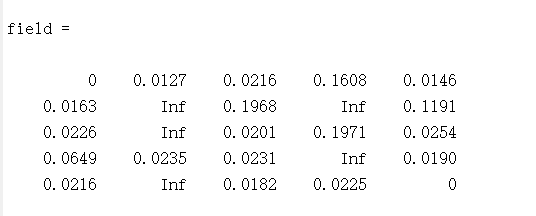 field =
0 0.0127 0.0216 0.1608 0.0146
0.0163 Inf 0.1968 Inf 0.1191
0.0226 Inf 0.0201 0.1971 0.0254
0.0649 0.0235 0.0231 Inf 0.0190
0.0216 Inf 0.0182 0.0225 0